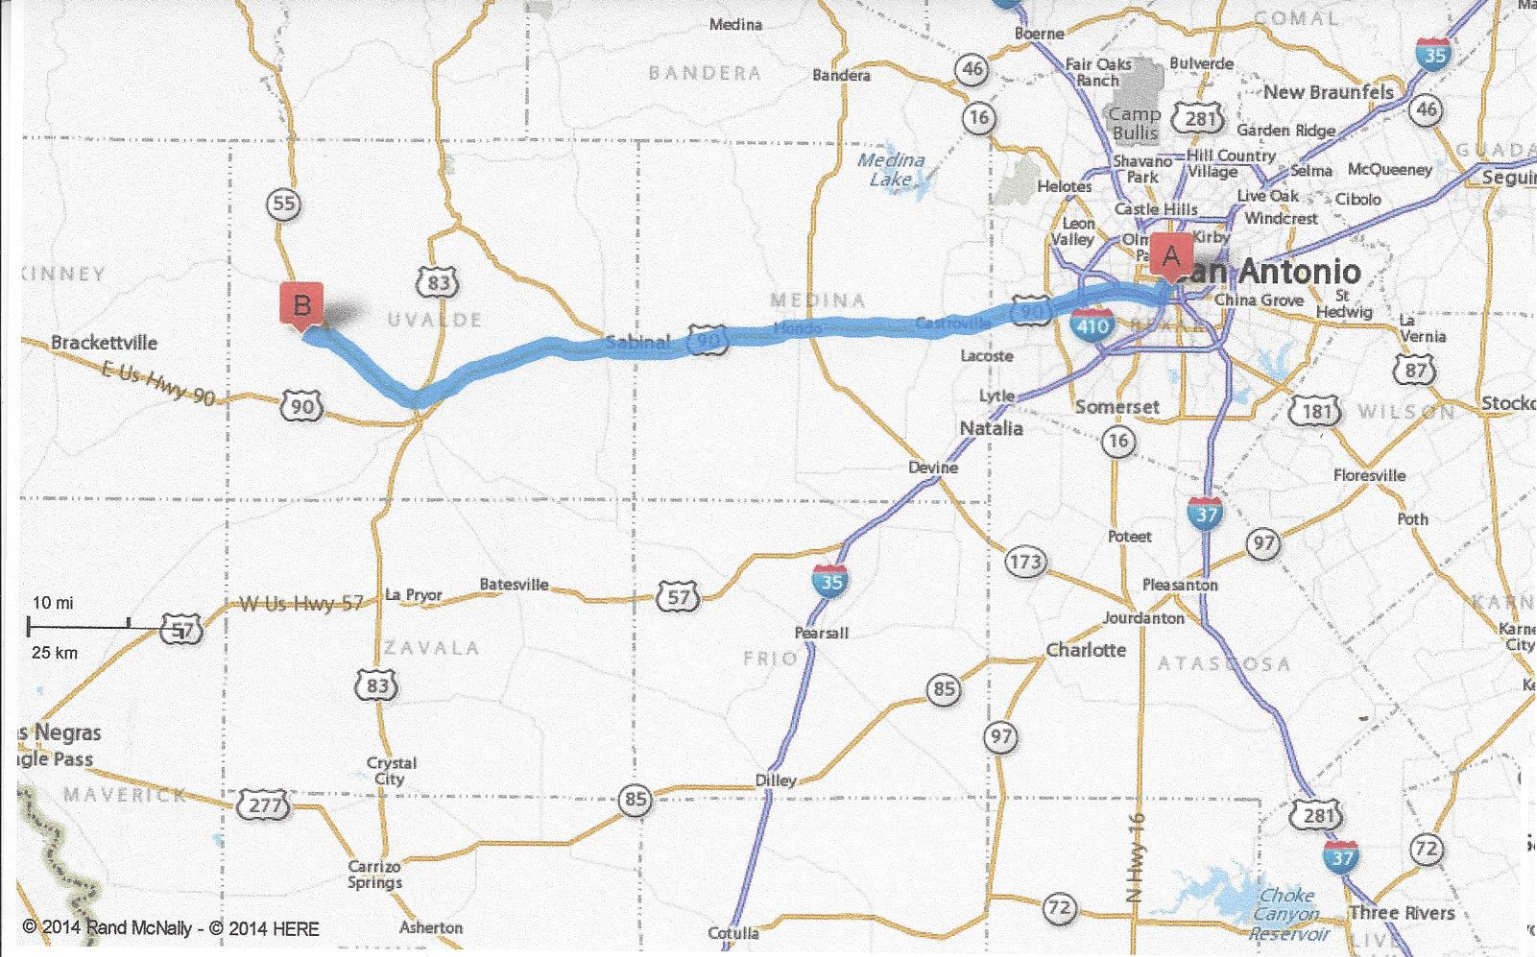 Medina
BANDERA
Bandera
46
16
Boerne
COMAL
Fair Oaks
Ranch
Bulverde
35
New Braunfels
46
Camp
Bullis
281
Garden Ridge
Medina
Lake
Shavano
Park
Hill Country
Village
Selma
McQueeney
Helotes
Live Oak
Cibolo
Castle Hills
Windcrest
Leon
Valley
Kirby
A
San Antonio
55
KINNEY
83
B
UVALDE
MEDINA
China Grove
St
Hedwig
90
Hondo
Castroville
90
410
BEXAR
La
Vernia
Brackettville
Sabinal
Lacoste
E Us Hwy 90
90
Lytle
87
Somerset
181
WILSON
Natalia
16
Devine
Floresville
37
Poth
Poteet
97
173
35
Pleasanton
10 mi
W Us Hwy 57
La Pryor
Batesville
57
57
25 km
Jourdanton
Pearsall
ZAVALA
FRIO
Charlotte
ATASCOSA
83
85
97
Crystal
City
Dilley
MAVERICK
277
85
281
N Hwy 16
37
72
Carrizo
Springs
Choke
Canyon
Reservoir
72
Three Rivers
© 2014 Rand McNally - © 2014 HERE
Asherton
Cotulla